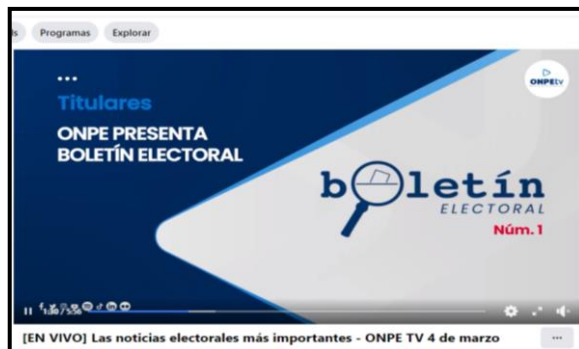 Programas Explorar
Titulares
ONPE PRESENTA
BOLETÍN ELECTORAL
ONPEtv
boletín
ELECTORAL
Núm. 1
[EN VIVO] Las noticias electorales más importantes - ONPE TV 4 de marzo